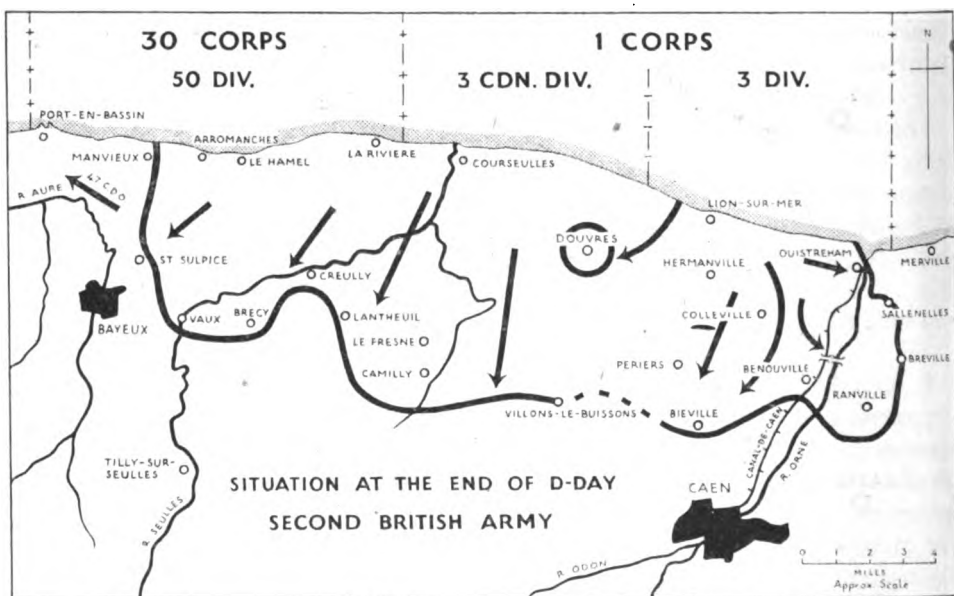 30 CORPS
1 CORPS
50 DIV.
3 CDN. DIV.
3 DIV.
N
PORT-EN-BASSIN
ARROMANCHES
MANVIEUX
LE HAMEL
LA RIVIERE
COURSEULLES
47 CDO
R. AURE
LION-SUR-MER
DOUVRES
OUISTREHAM
MERVILLE
ST SULPICE
CREULLY
HERMANVILLE
SALLENELLES
BAYEUX
VAUX
BRECY
LANTHEUIL
COLLEVILLE
LE FRESNE
CAMILLY
PERIERS
BENOUVILLE
BREVILLE
RANVILLE
VILLONS-LE-BUISSONS
BIEVILLE
CANAL-DE-CAEN
R. ORNE
TILLY-SUR-
SEULLES
R. SEULLES
SITUATION AT THE END OF D-DAY
SECOND BRITISH ARMY
CAEN
R. ODON
0 1 2 3 4
MILES
Approx Scale